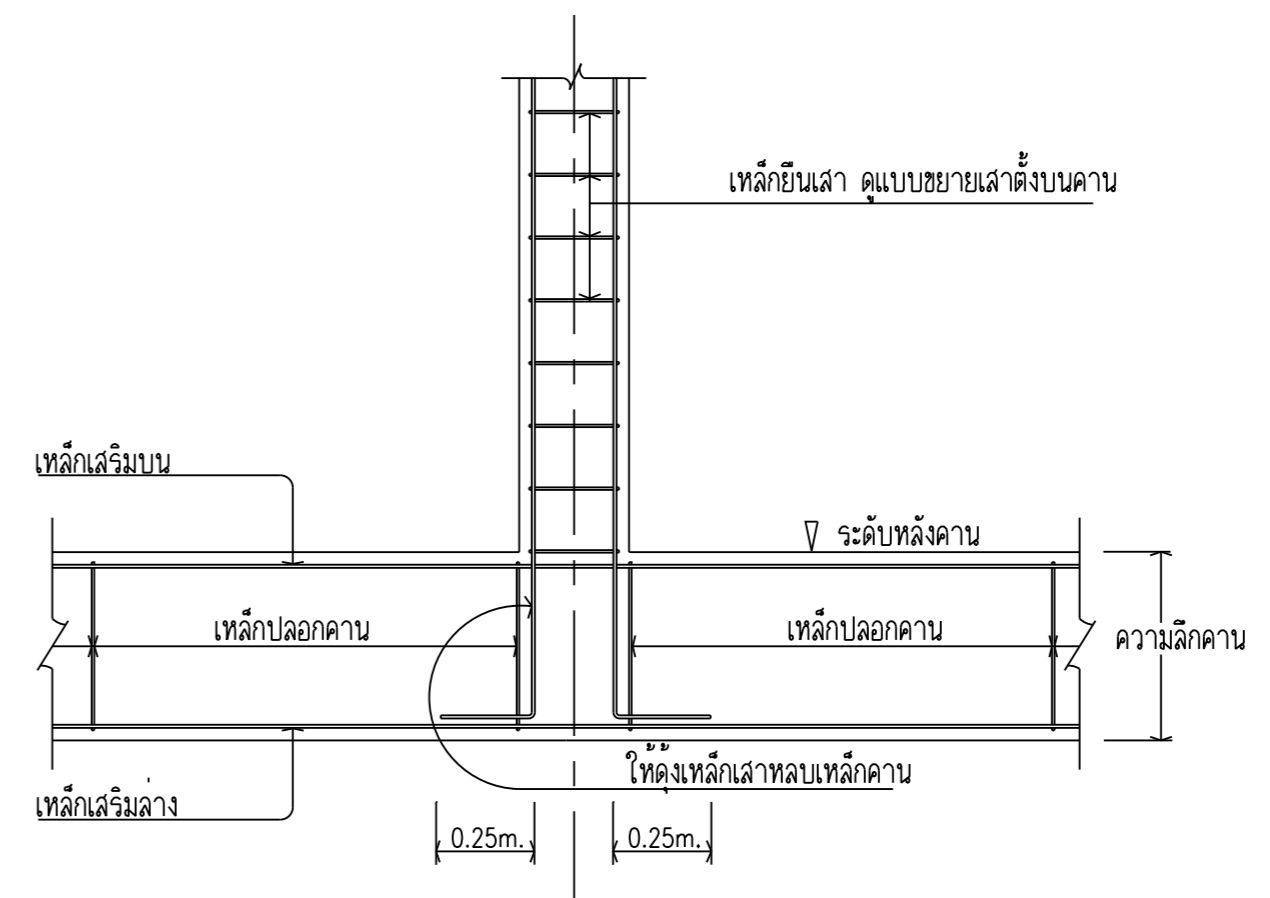 เหล็กยืนเสา ดูแบบขยายเสาตั้งบนคาน
เหล็กเสริมบน
ระดับหลังคาน
เหล็กปลอกคาน
เหล็กปลอกคาน
ความลึกคาน
ให้ดุ้งเหล็กเสาหลบเหล็กคาน
เหล็กเสริมล่าง
0.25m.
0.25m.